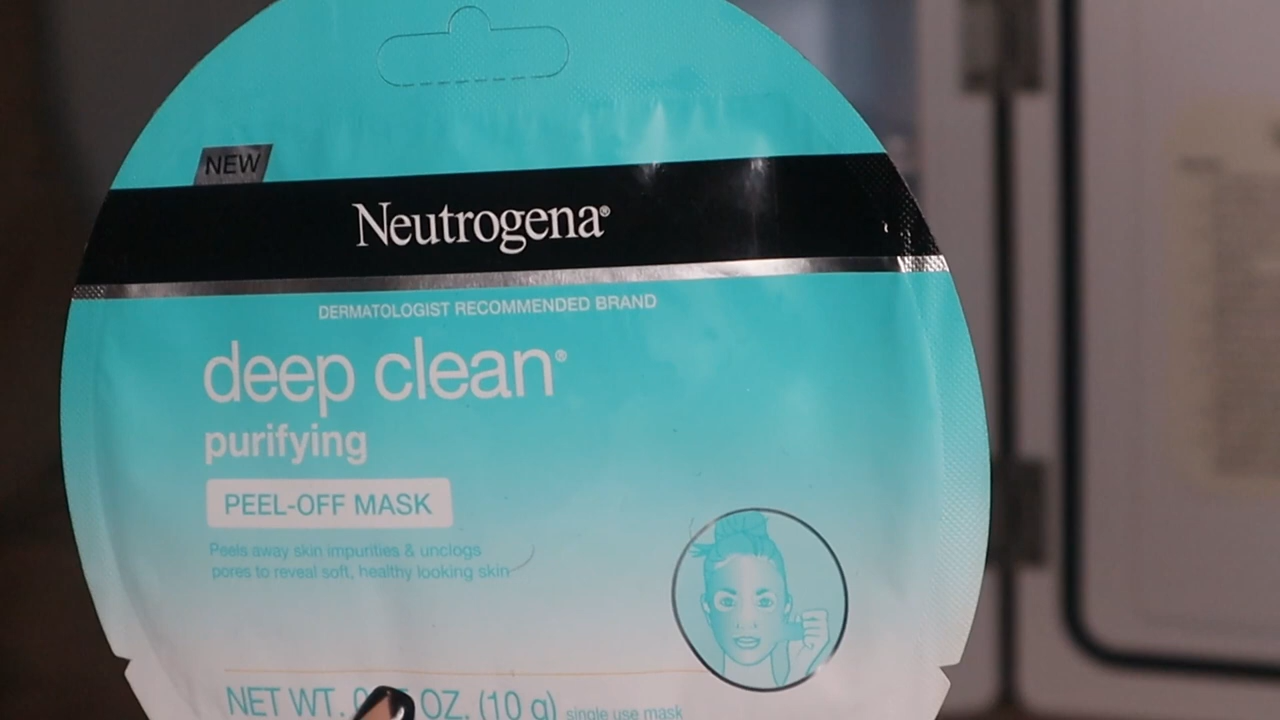 NEW
Neutrogena®
DERMATOLOGIST RECOMMENDED BRAND
deep clean®
purifying
PEEL-OFF MASK
Peels away skin impurities & unclogs
pores to reveal soft, healthy looking skin
NET WT. OZ. (10 g) single use mask